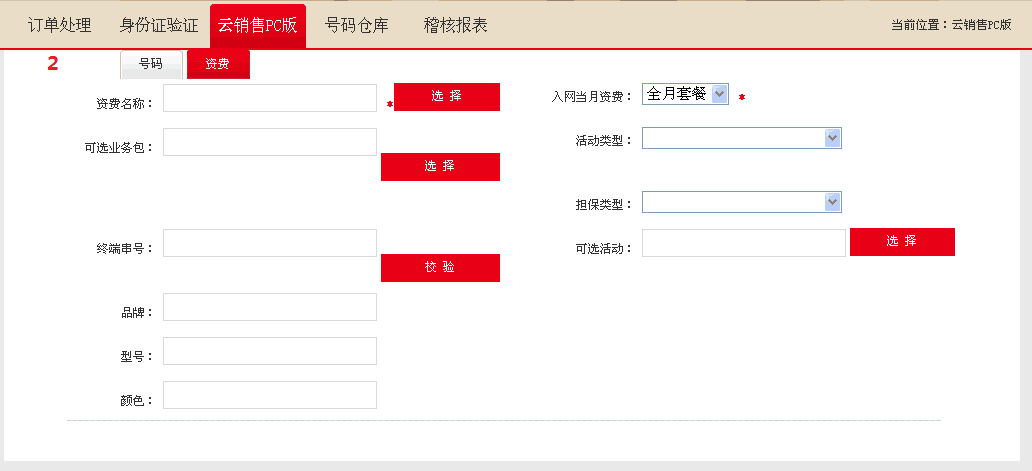 订单处理 身份证验证 云销售PC版 号码仓库 稽核报表 当前位置：云销售PC版
2 号码 资费
资费名称： * 选 择 入网当月资费： 全月套餐 *
可选业务包： 选 择 活动类型：
担保类型：
终端串号： 校 验 可选活动： 选 择
品牌：
型号：
颜色：